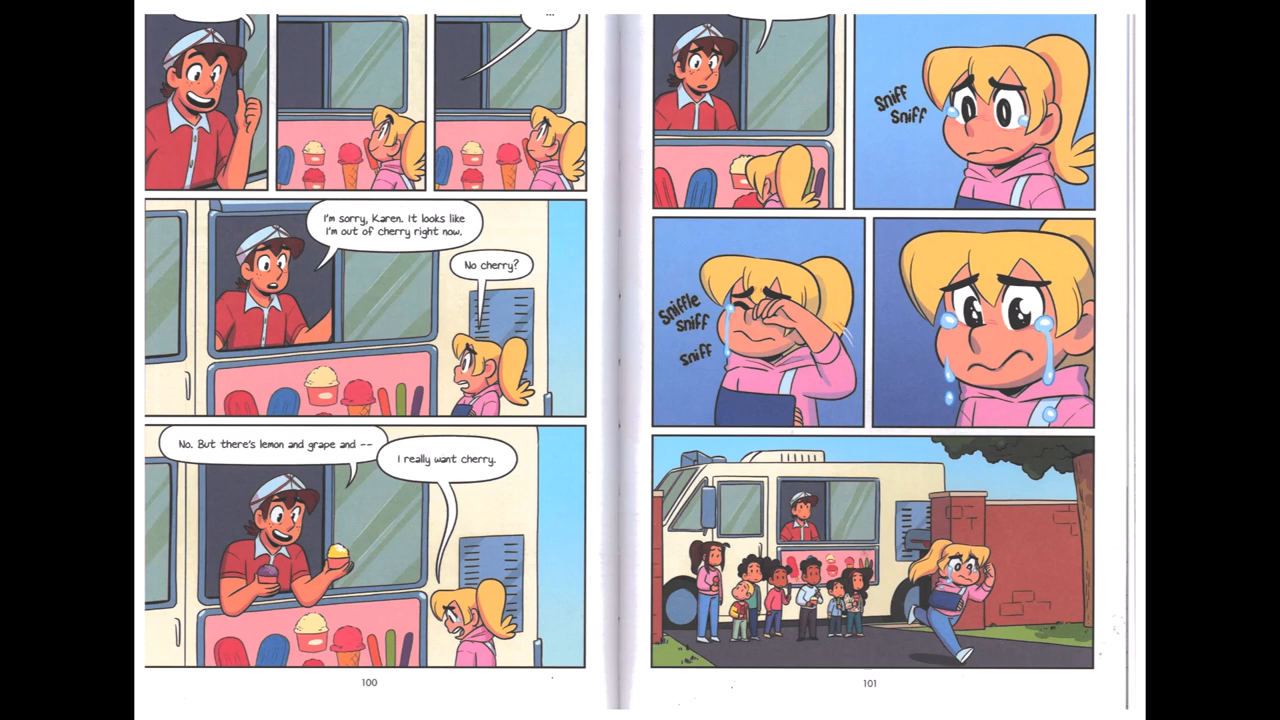 ...
I'm sorry, Karen. It looks like
I'm out of cherry right now.
No cherry?
No. But there's lemon and grape and --
I really want cherry.
100
Sniff
Sniff
Sniffle
Sniff
Sniff
101